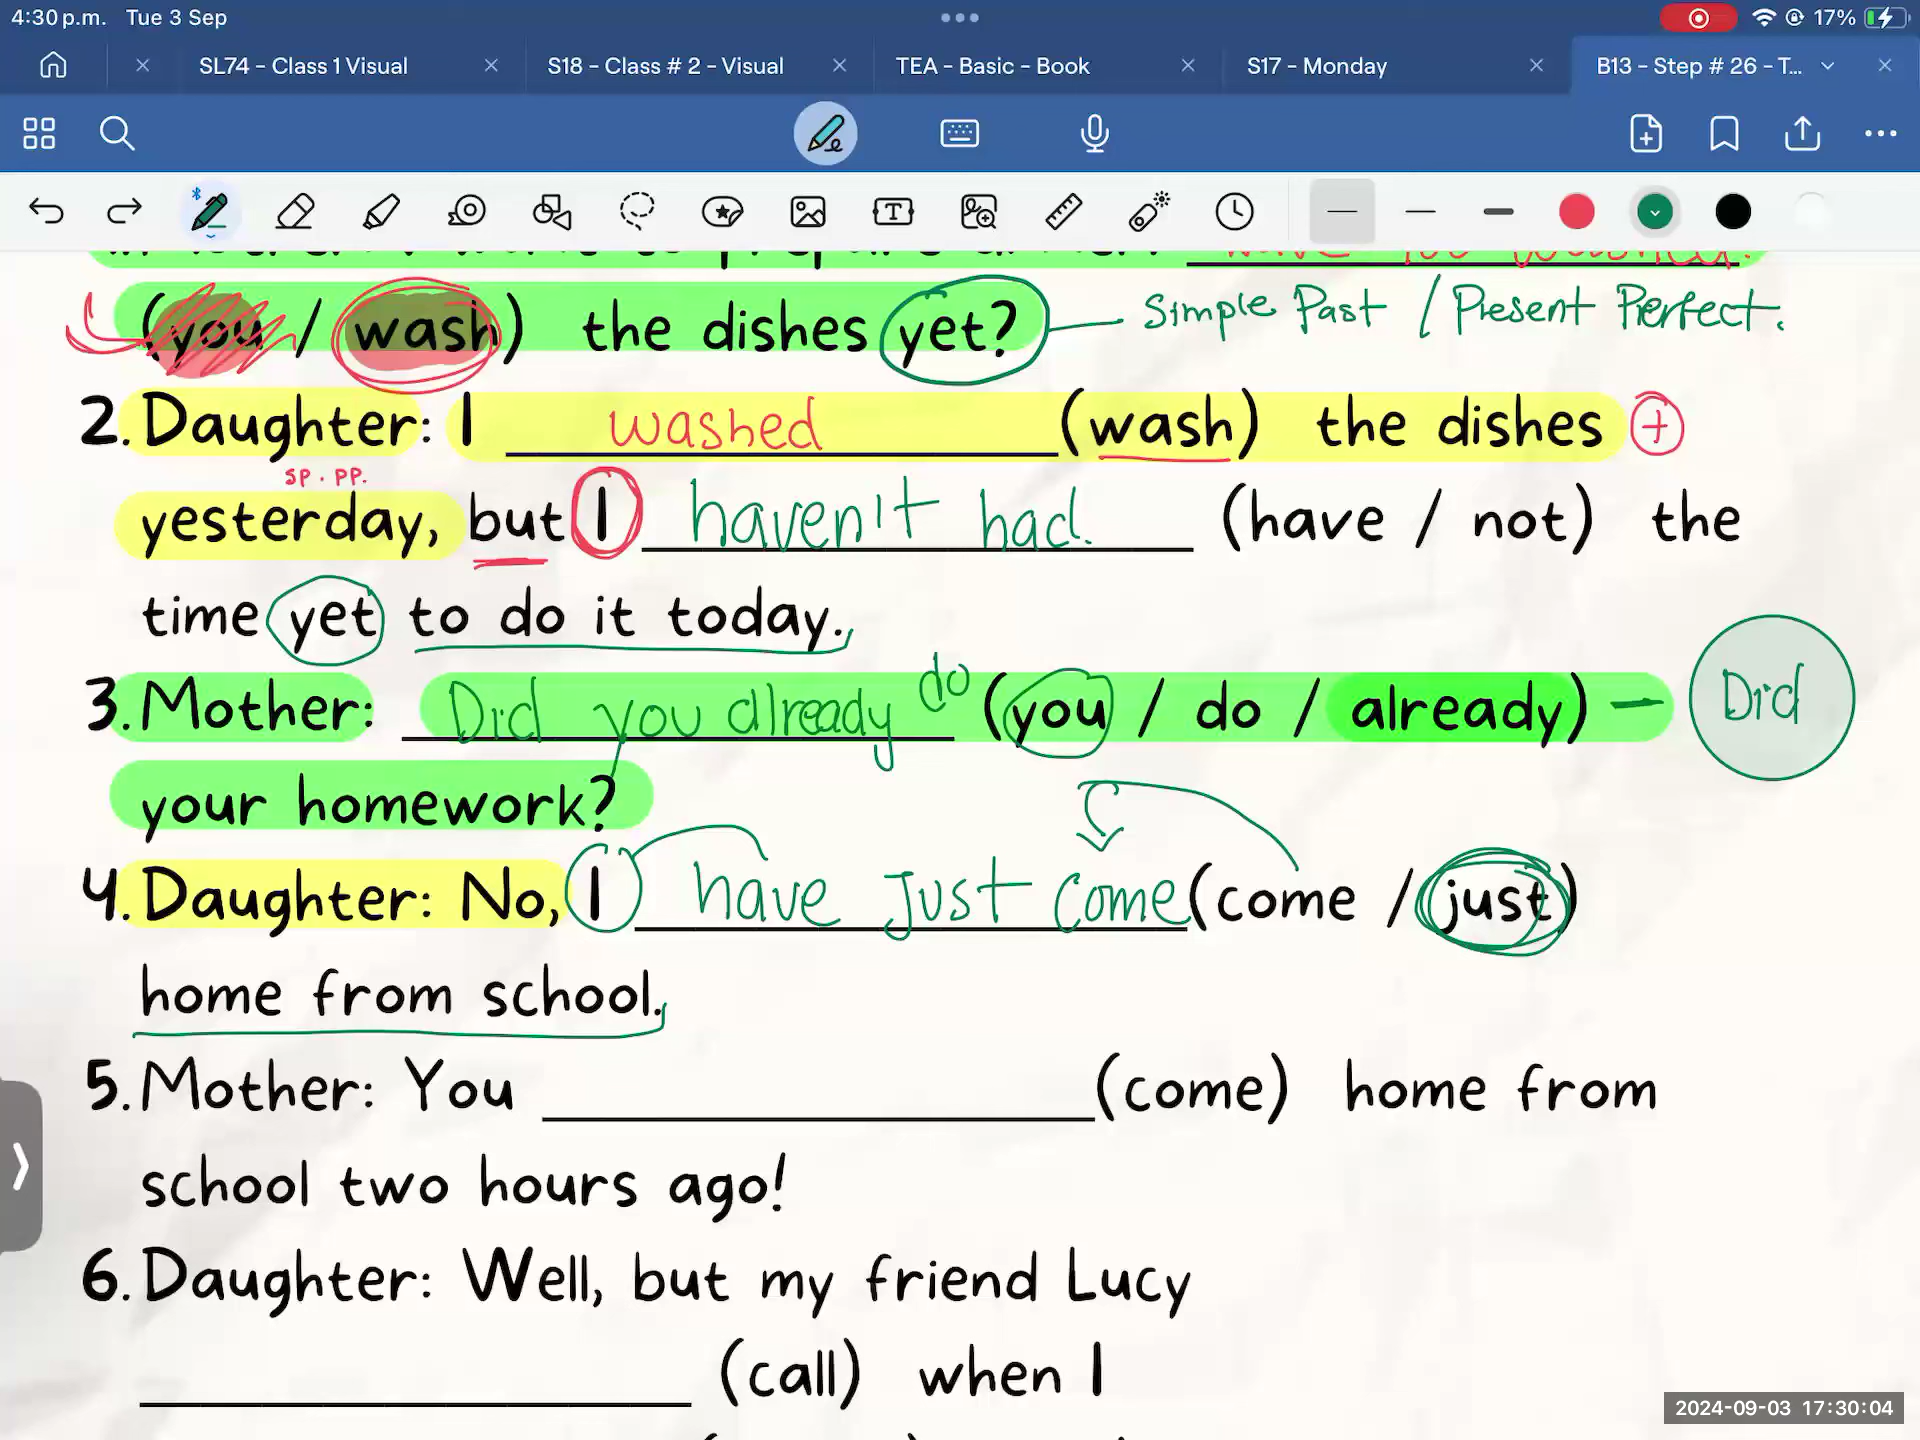 4:30 p.m. Tue 3 Sep
17%
SL74 - Class 1 Visual
S18 - Class # 2 - Visual
TEA - Basic - Book
S17 - Monday
B13 - Step # 26 - T...
have you washed.
(you / wash) the dishes yet? Simple Past / Present Perfect.
2. Daughter: I washed (wash) the dishes +
SP. PP.
yesterday, but I haven't had. (have / not) the
time yet to do it today.
3. Mother: Did you already do (you / do / already) - Did
your homework?
4. Daughter: No, I have just come (come / just)
home from school.
5. Mother: You ____ (come) home from
school two hours ago!
6. Daughter: Well, but my friend Lucy
____ (call) when I
2024-09-03 17:30:04